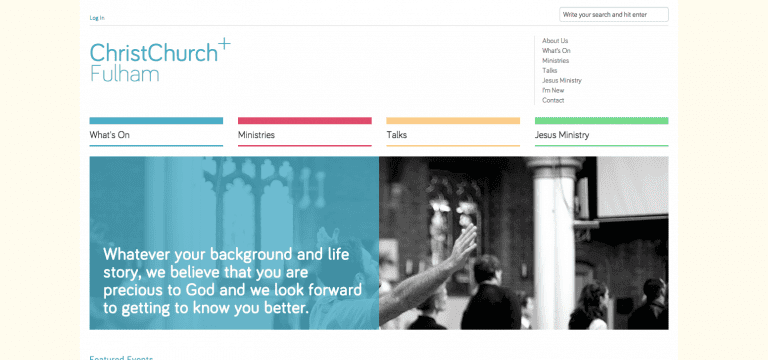 Log In
Write your search and hit enter
ChristChurch+
Fulham
About Us
What's On
Ministries
Talks
Jesus Ministry
I'm New
Contact
What's On
Ministries
Talks
Jesus Ministry
Whatever your background and life
story, we believe that you are
precious to God and we look forward
to getting to know you better.
Featured Events